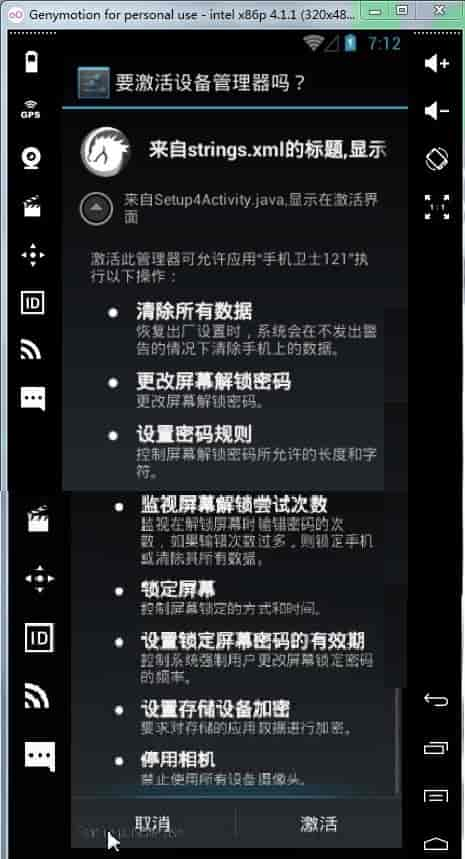 Genymotion for personal use - intel x86p 4.1.1 (320x48...
7:12
GPS
要激活设备管理器吗？
来自strings.xml的标题,显示
来自Setup4Activity.java,显示在激活界
面
1:1
激活此管理器可允许应用“手机卫士121”执
行以下操作：
清除所有数据
恢复出厂设置时，系统会在不发出警
告的情况下清除手机上的数据。
ID
更改屏幕解锁密码
更改屏幕解锁密码。
设置密码规则
控制屏幕解锁密码所允许的长度和字
符。
监视屏幕解锁尝试次数
监视在解锁屏幕时输错密码的次
数，如果输错次数过多，则锁定手机
或清除其所有数据。
锁定屏幕
控制屏幕锁定的方式和时间。
ID
设置锁定屏幕密码的有效期
控制系统强制用户更改屏幕锁定密码
的频率。
设置存储设备加密
要求对存储的应用数据进行加密。
停用相机
禁止使用所有设备摄像头。
取消
激活